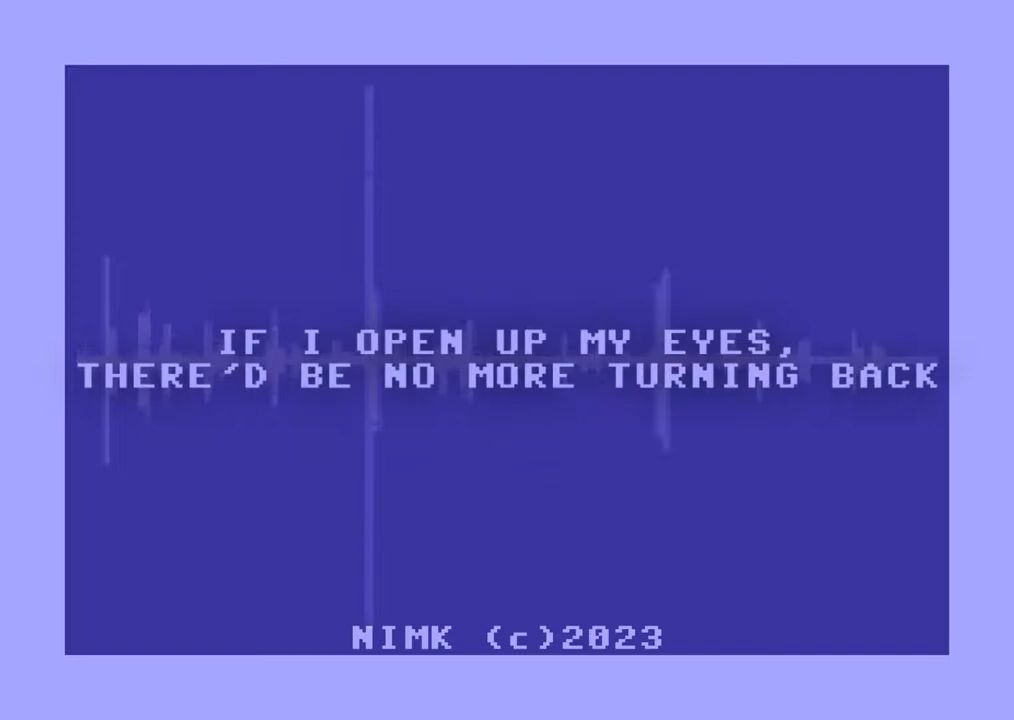 IF I OPEN UP MY EYES,
THERE'D BE NO MORE TURNING BACK
NIMK (c)2023